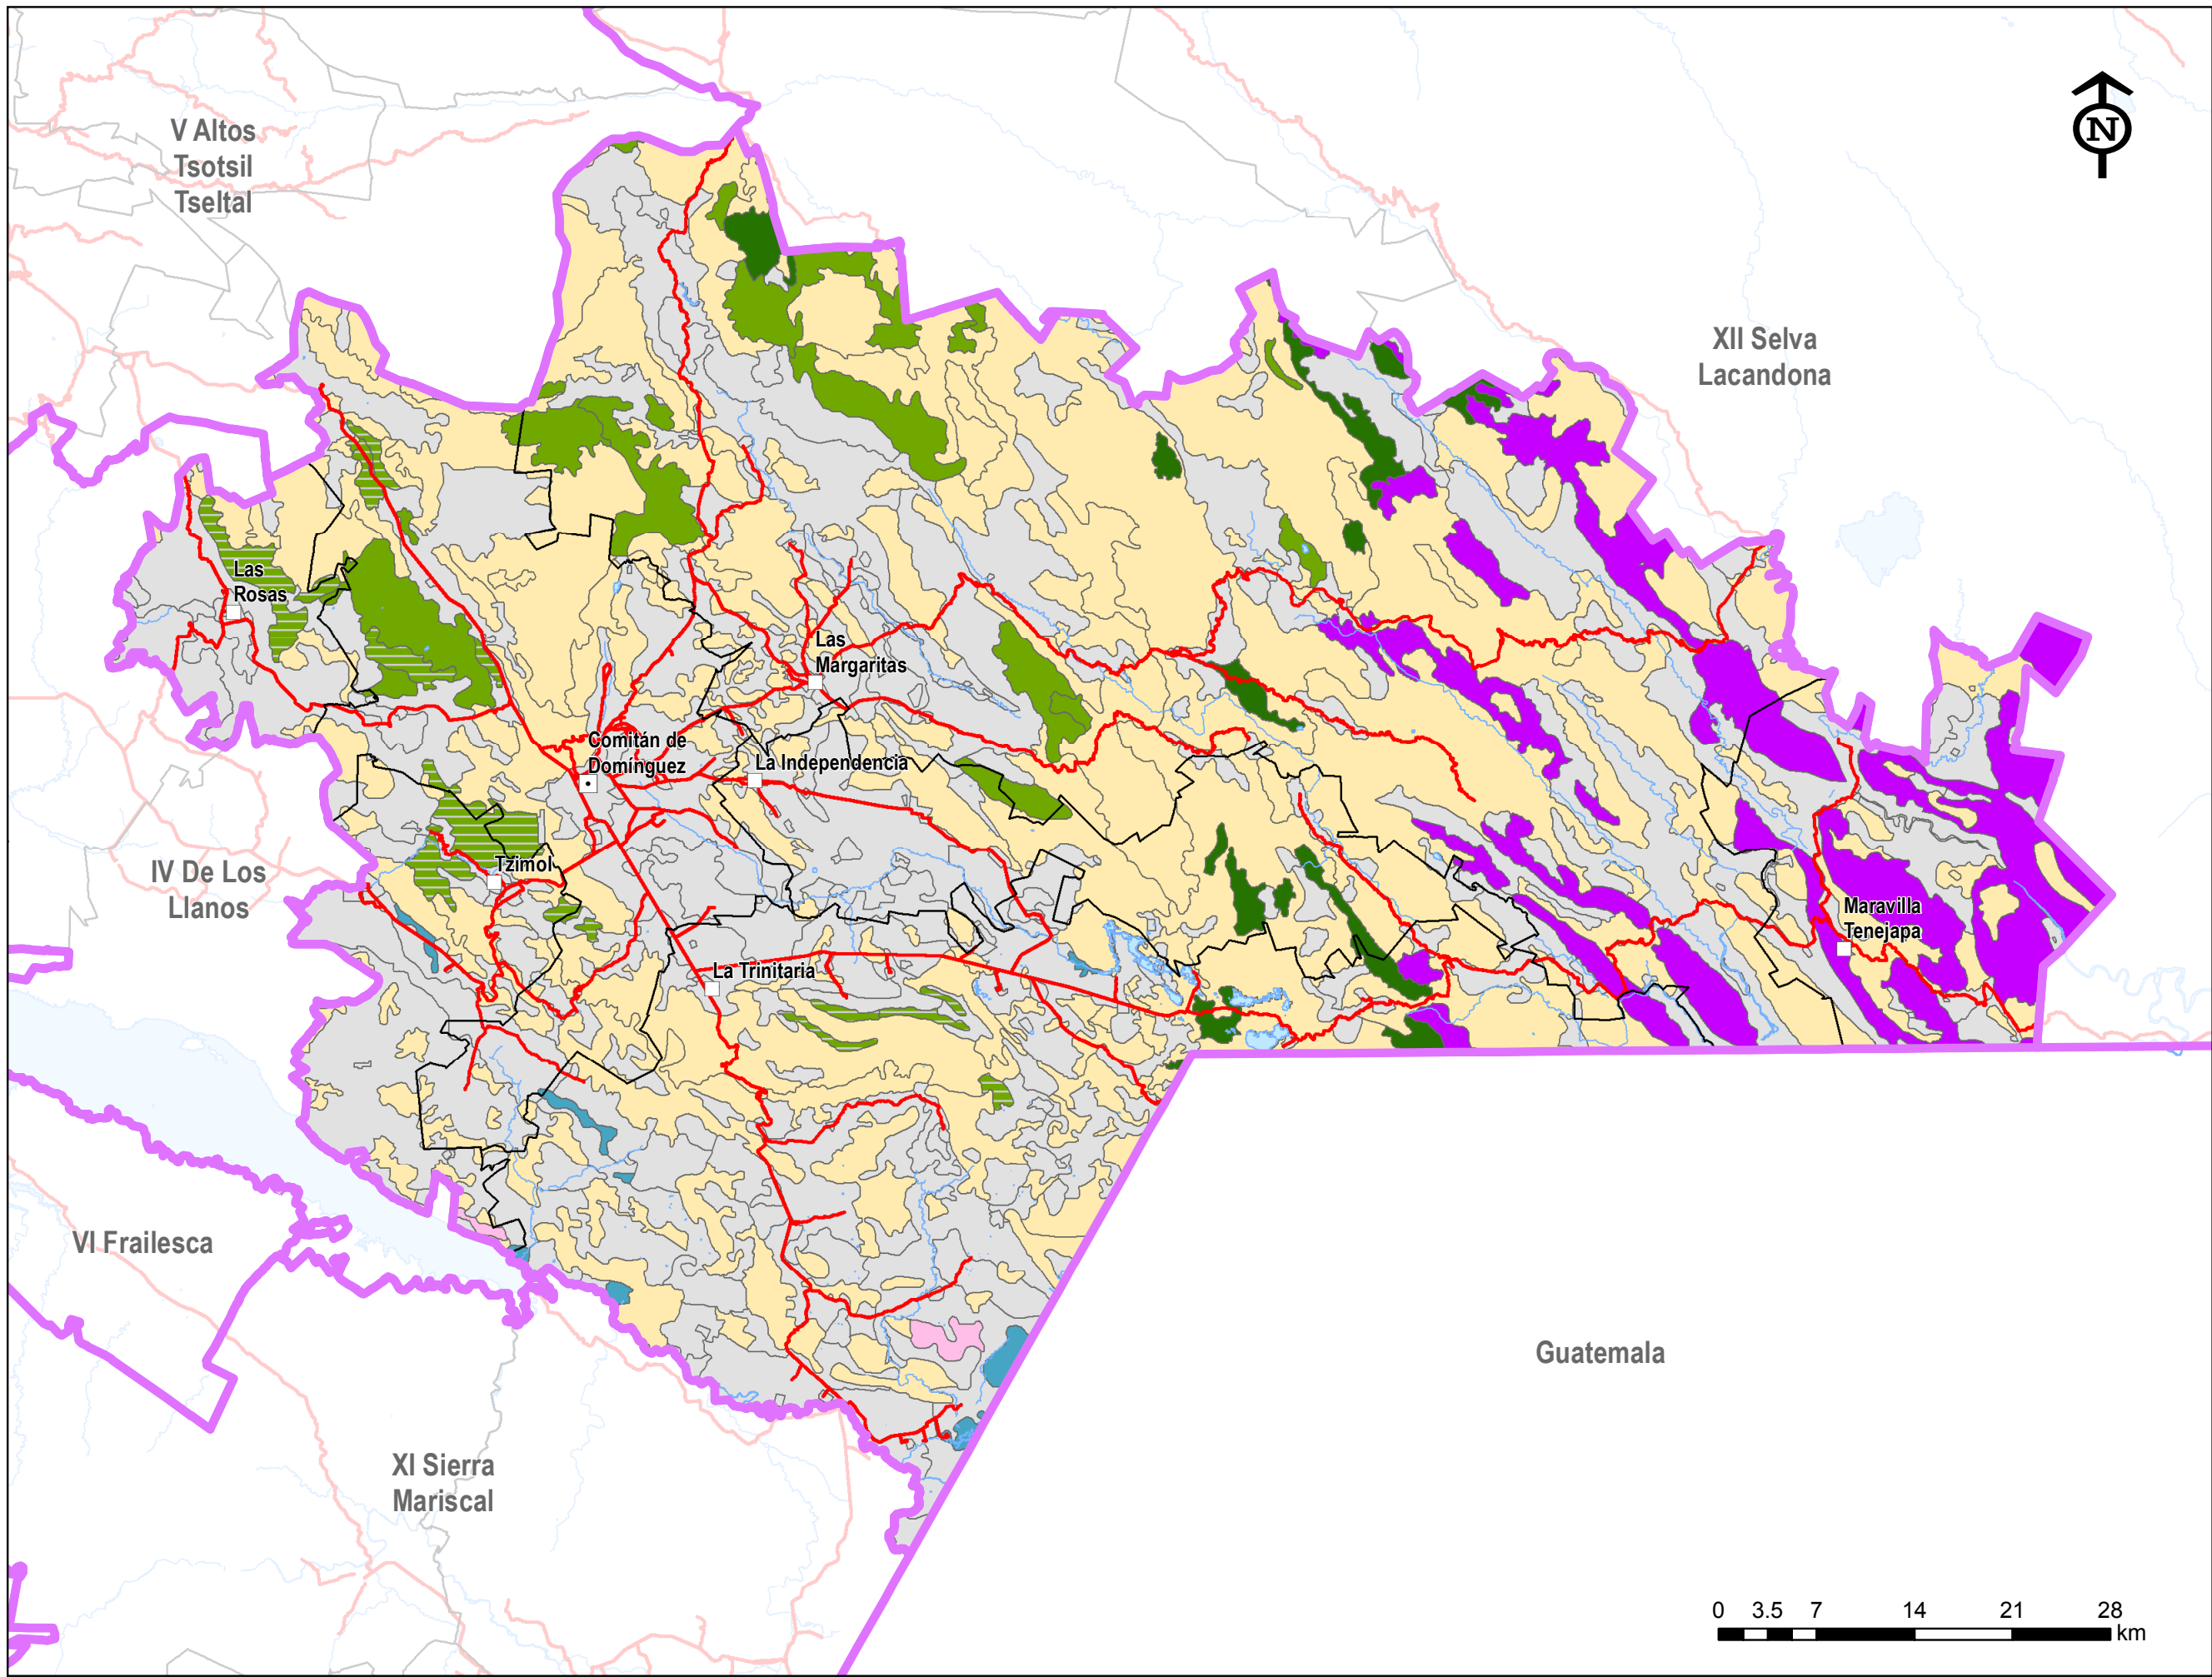 V Altos
Tsotsil
Tseltal
N
XII Selva
Lacandona
Las
Rosas
Las
Margaritas
Comitán de
Domínguez
La Independencia
Tzimol
IV De Los
Llanos
Maravilla
Tenejapa
La Trinitaria
VI Frailesca
Guatemala
XI Sierra
Mariscal
0 3.5 7 14 21 28
km